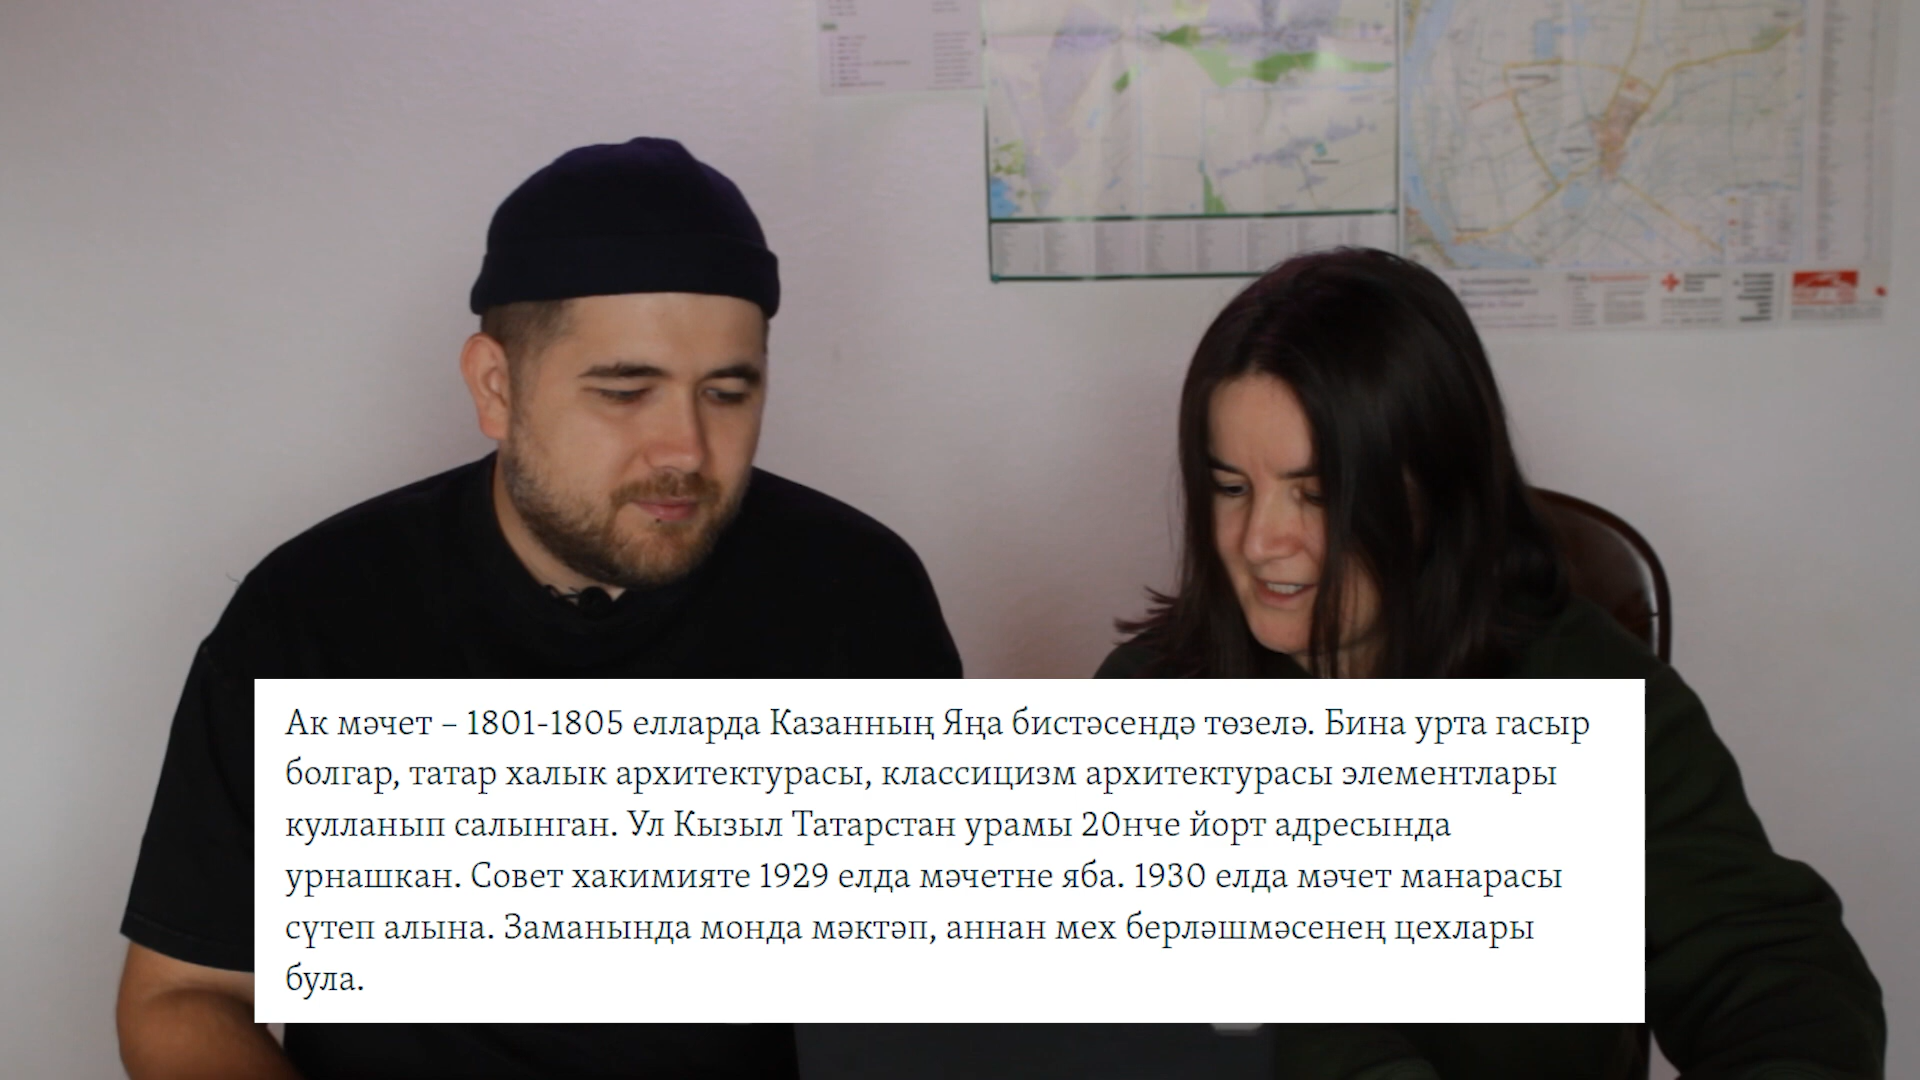 Ак мәчет – 1801-1805 елларда Казанның Яңа бистәсендә төзелә. Бина урта гасыр
болгар, татар халык архитектурасы, классицизм архитектурасы элементлары
кулланып салынган. Ул Кызыл Татарстан урамы 20нче йорт адресында
урнашкан. Совет хакимияте 1929 елда мәчетне яба. 1930 елда мәчет манарасы
сүтеп алына. Заманында монда мәктәп, аннан мех берләшмәсенең цехлары
була.